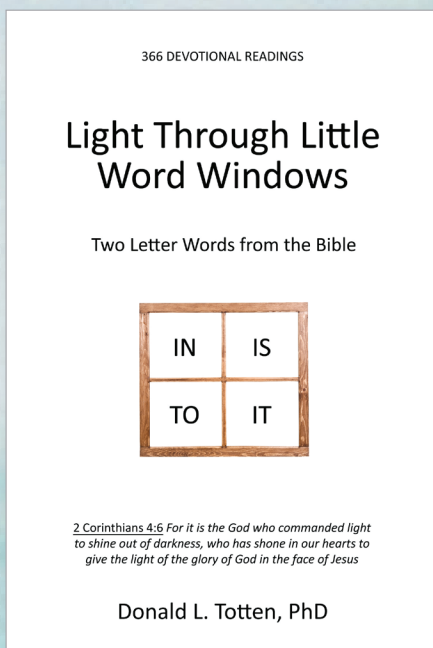 366 DEVOTIONAL READINGS
Light Through Little
Word Windows
Two Letter Words from the Bible
IN IS
TO IT
2 Corinthians 4:6 For it is the God who commanded light
to shine out of darkness, who has shone in our hearts to
give the light of the glory of God in the face of Jesus
Donald L. Totten, PhD